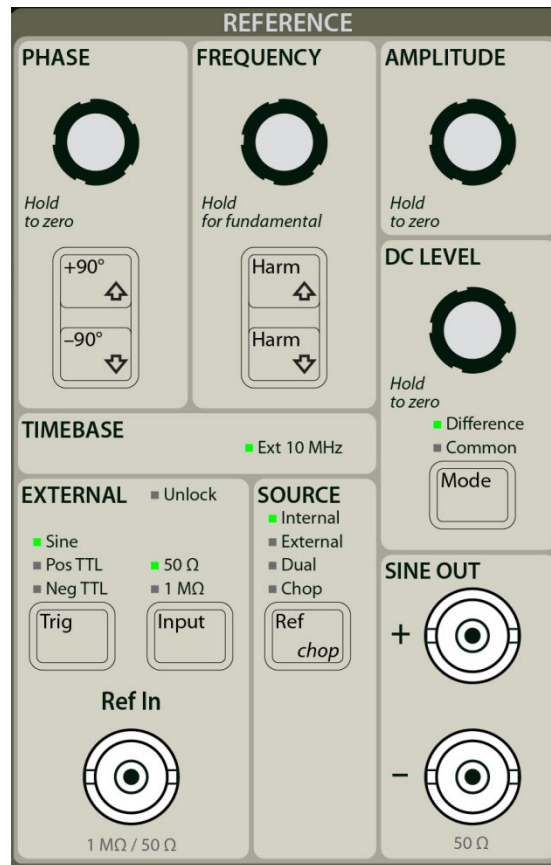 REFERENCE
PHASE
Hold
to zero
+90°
–90°
FREQUENCY
Hold
for fundamental
Harm
Harm
AMPLITUDE
Hold
to zero
DC LEVEL
Hold
to zero
Difference
Common
Mode
TIMEBASE
Ext 10 MHz
EXTERNAL
Unlock
Sine
Pos TTL
Neg TTL
50 Ω
1 MΩ
Trig
Input
Ref In
1 MΩ / 50 Ω
SOURCE
Internal
External
Dual
Chop
Ref
chop
SINE OUT
+
–
50 Ω